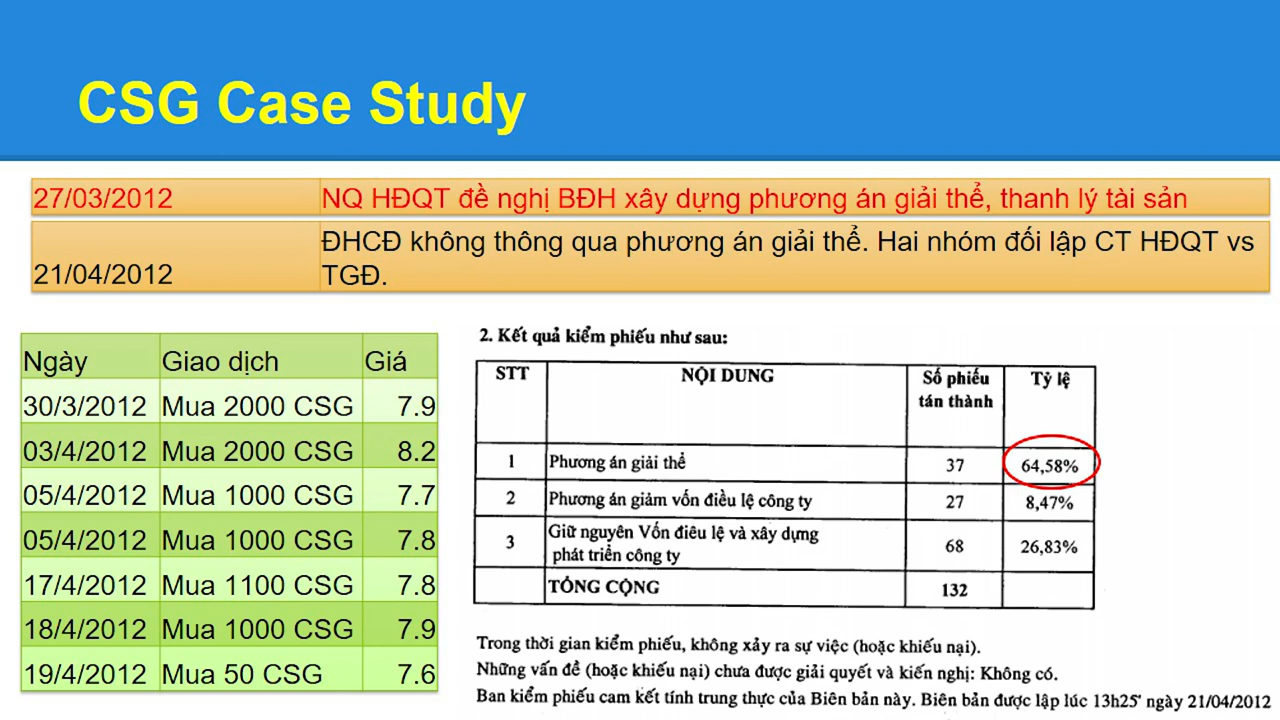 CSG Case Study
27/03/2012 NQ HĐQT đề nghị BĐH xây dựng phương án giải thể, thanh lý tài sản
ĐHCĐ không thông qua phương án giải thể. Hai nhóm đối lập CT HĐQT vs
21/04/2012 TGĐ.
Ngày Giao dịch Giá
30/3/2012 Mua 2000 CSG 7.9
03/4/2012 Mua 2000 CSG 8.2
05/4/2012 Mua 1000 CSG 7.7
05/4/2012 Mua 1000 CSG 7.8
17/4/2012 Mua 1100 CSG 7.8
18/4/2012 Mua 1000 CSG 7.9
19/4/2012 Mua 50 CSG 7.6
2. Kết quả kiểm phiếu như sau:
STT NỘI DUNG Số phiếu Tỷ lệ
tán thành
1 Phương án giải thể 37 64,58%
2 Phương án giảm vốn điều lệ công ty 27 8,47%
Giữ nguyên Vốn điêu lệ và xây dựng
3 phát triển công ty 68 26,83%
TỔNG CỘNG 132
Trong thời gian kiểm phiếu, không xảy ra sự việc (hoặc khiếu nại).
Những vấn đề (hoặc khiếu nại) chưa được giải quyết và kiến nghị: Không có.
Ban kiểm phiếu cam kết tính trung thực của Biên bản này. Biên bản được lập lúc 13h25' ngày 21/04/2012